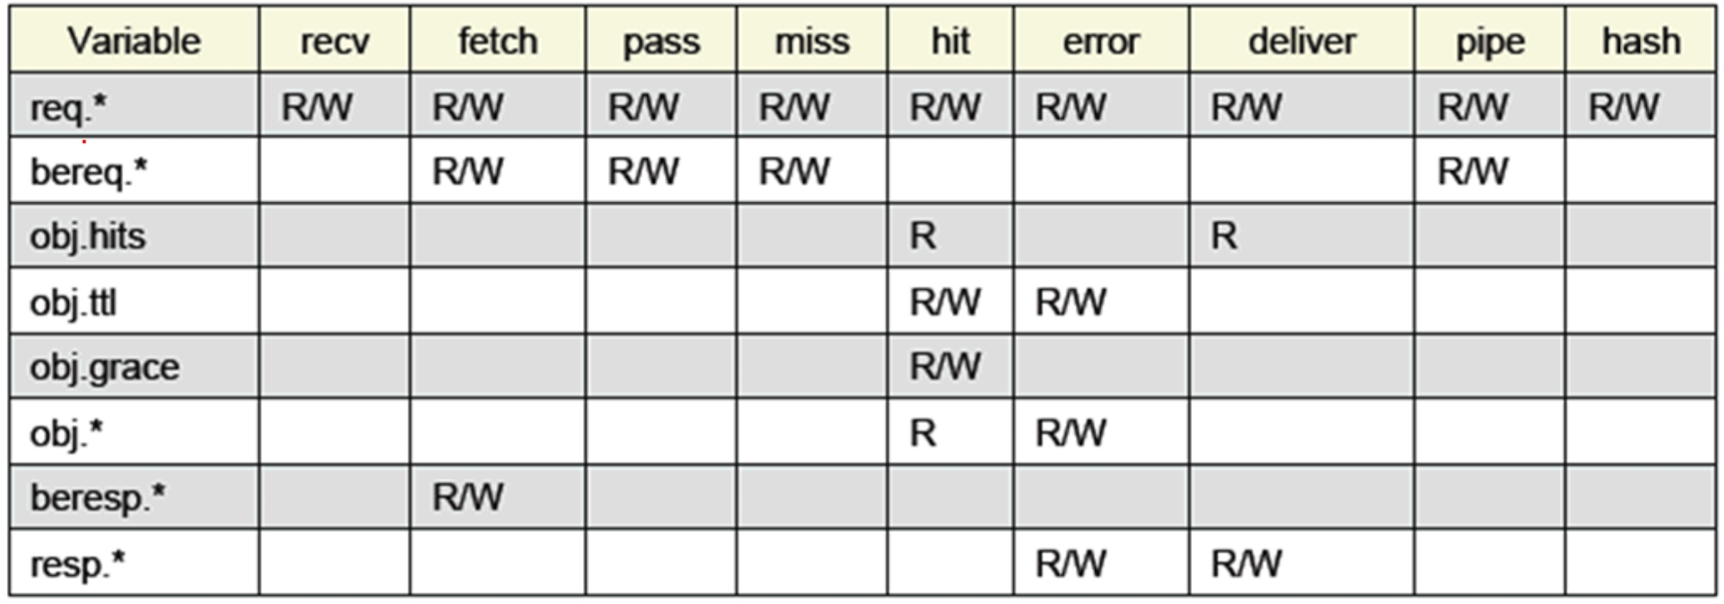 Variable recv fetch pass miss hit error deliver pipe hash
req.* R/W R/W R/W R/W R/W R/W R/W R/W R/W
bereq.* R/W R/W R/W R/W
obj.hits R R
obj.ttl R/W R/W
obj.grace R/W
obj.* R R/W
beresp.* R/W
resp.* R/W R/W